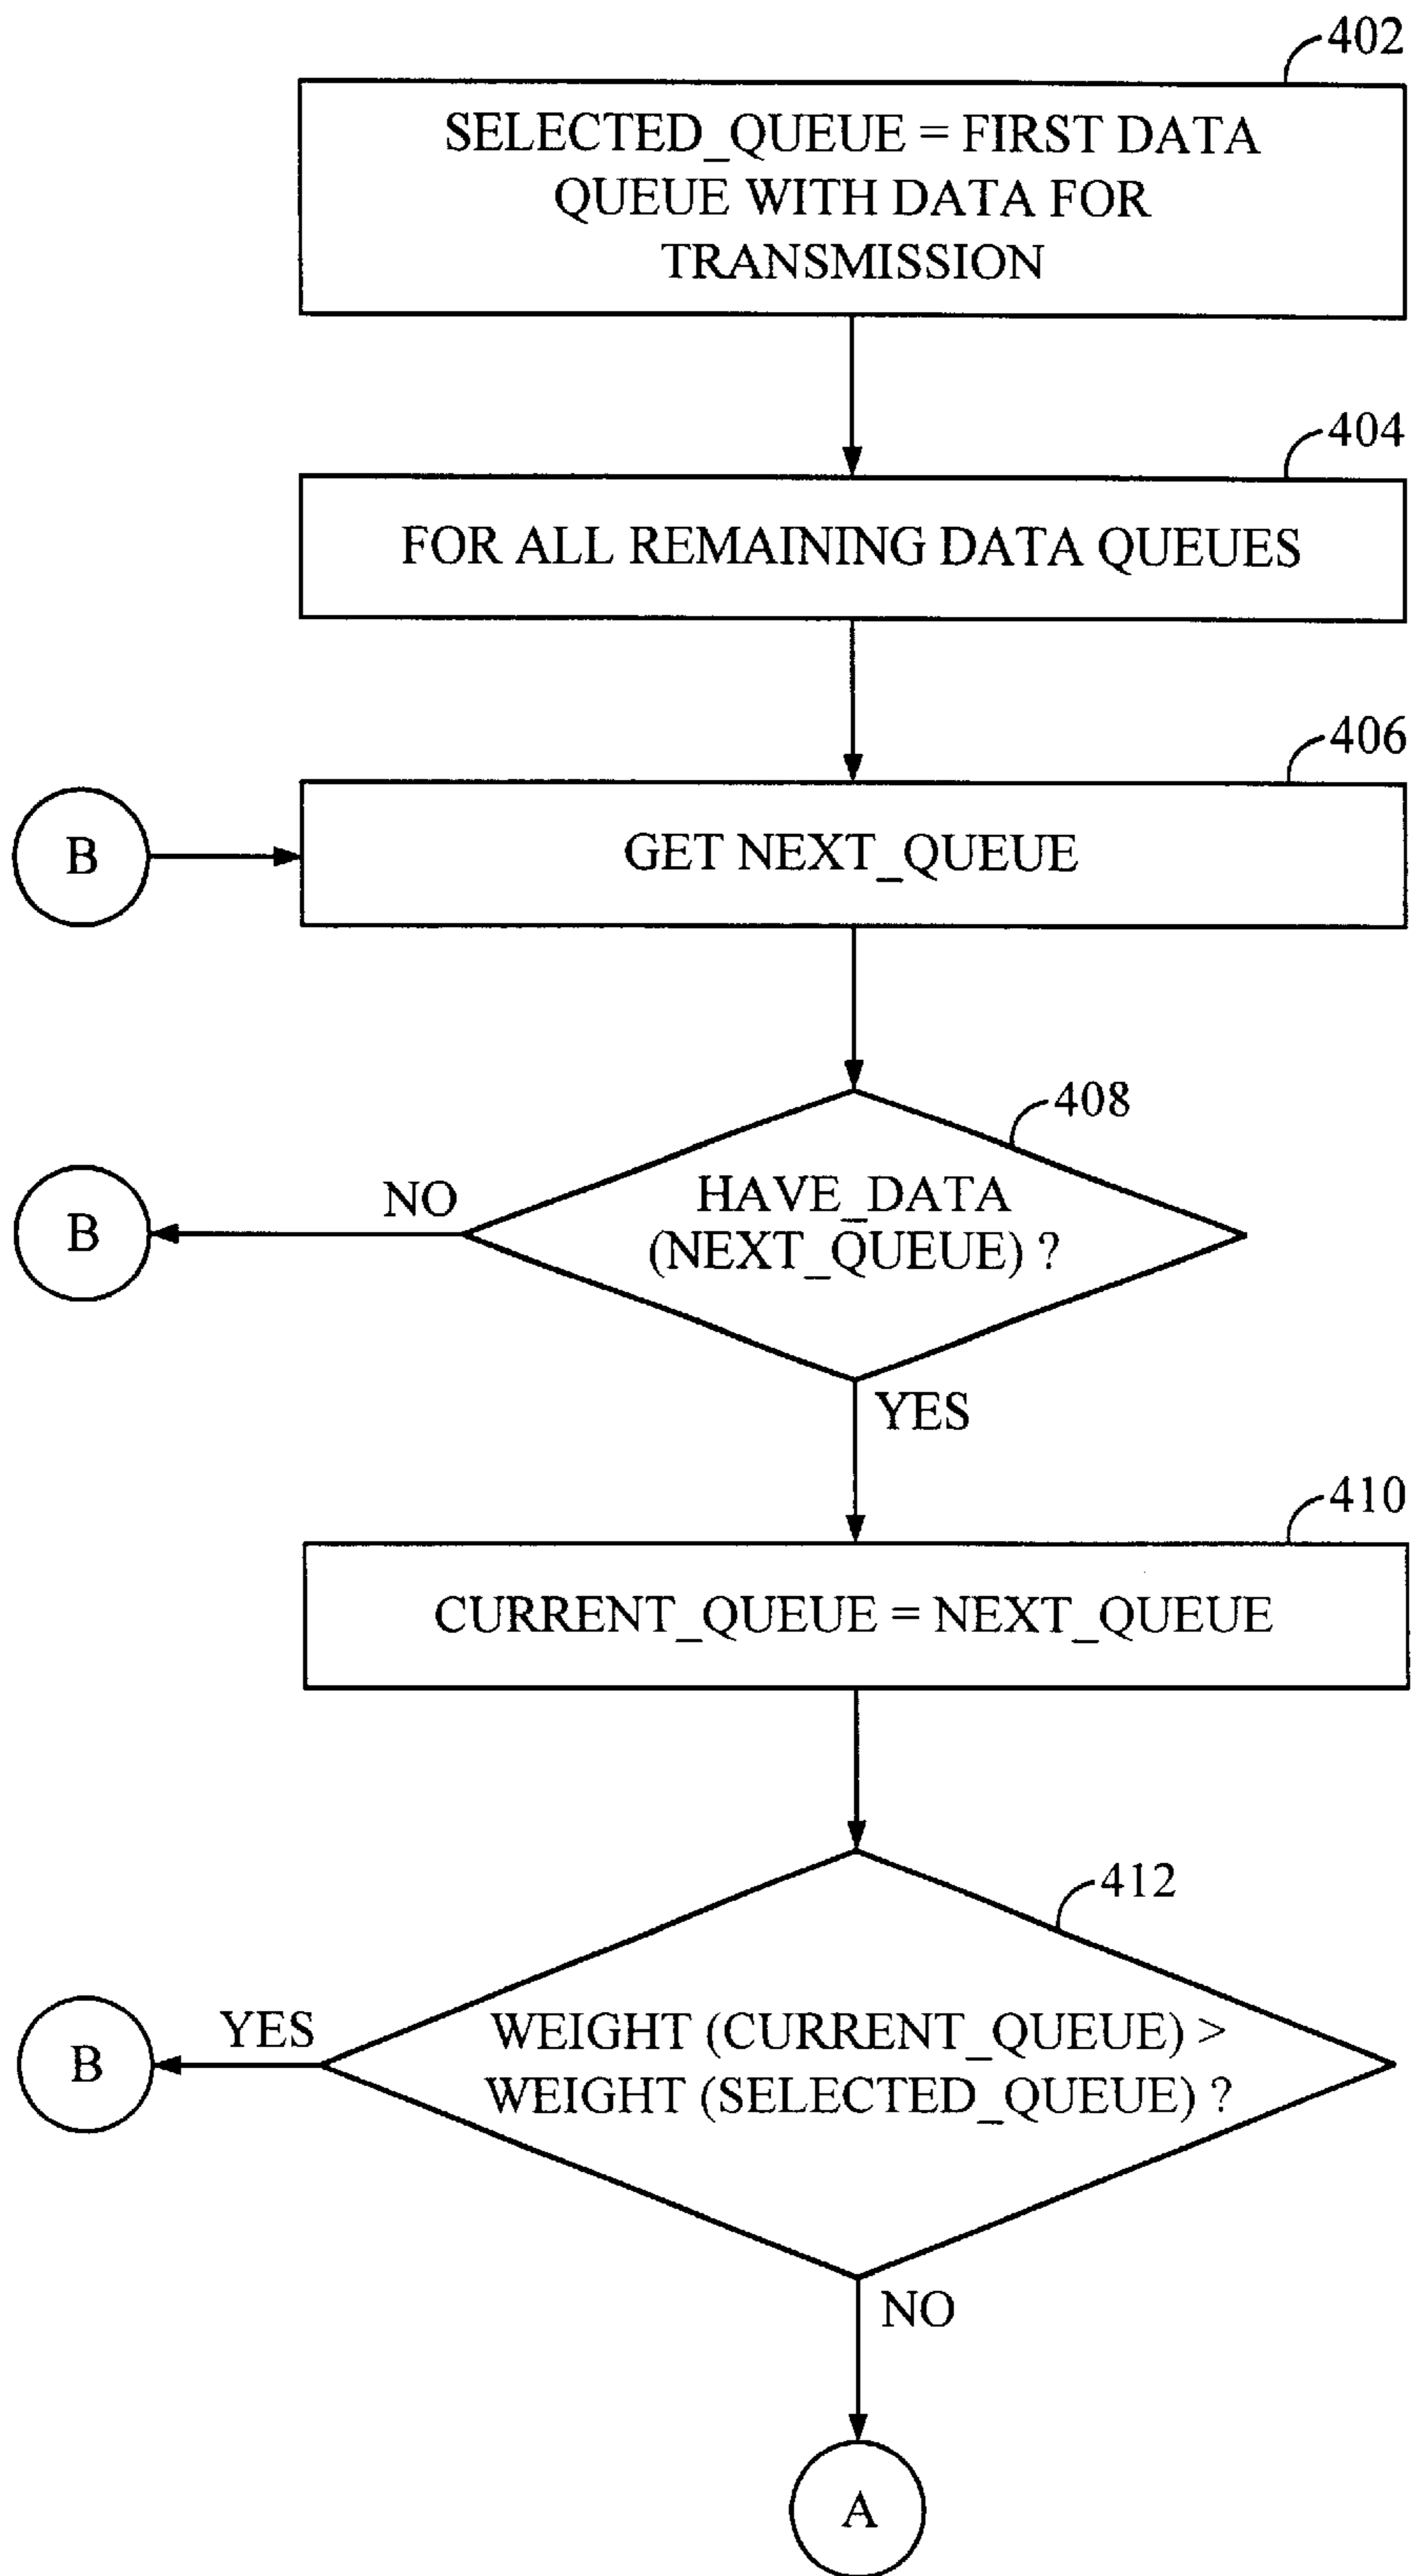 402
SELECTED_QUEUE = FIRST DATA
QUEUE WITH DATA FOR
TRANSMISSION
404
FOR ALL REMAINING DATA QUEUES
406
B
GET NEXT_QUEUE
408
HAVE_DATA
(NEXT_QUEUE) ?
NO
B
YES
410
CURRENT_QUEUE = NEXT_QUEUE
412
WEIGHT (CURRENT_QUEUE) >
WEIGHT (SELECTED_QUEUE) ?
YES
B
NO
A